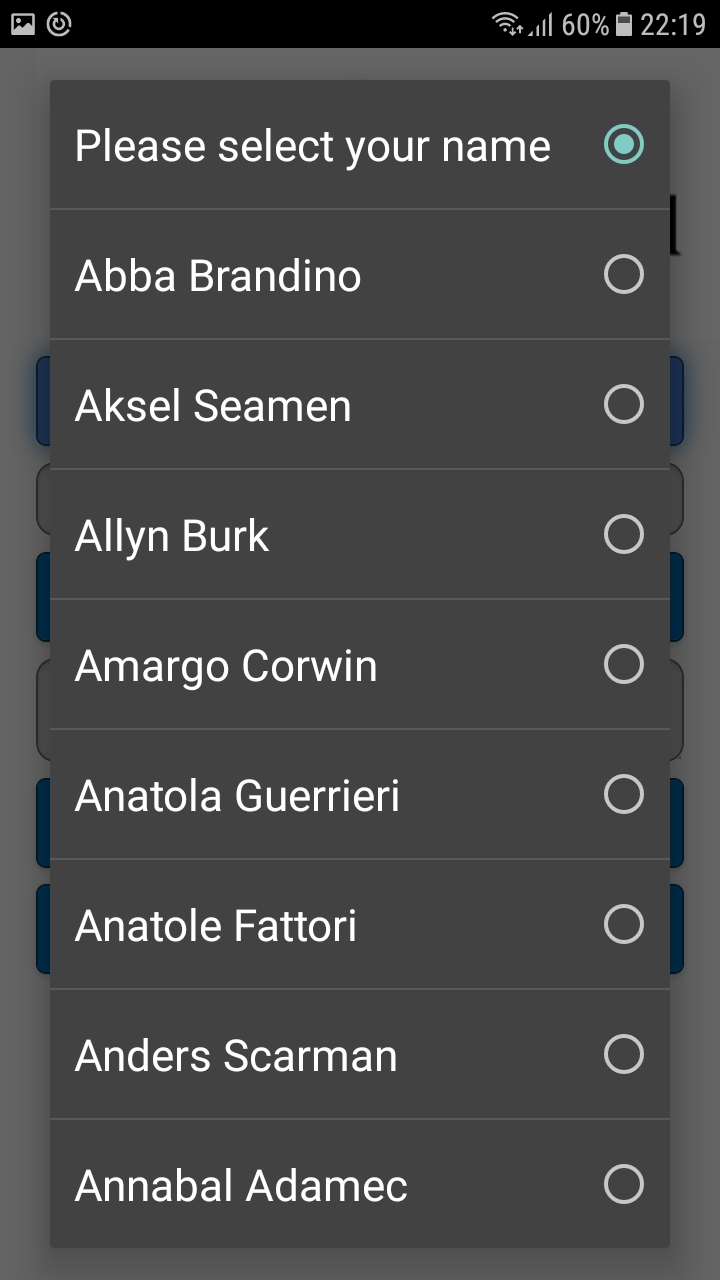 60% 22:19
Please select your name
Abba Brandino
Aksel Seamen
Allyn Burk
Amargo Corwin
Anatola Guerrieri
Anatole Fattori
Anders Scarman
Annabal Adamec